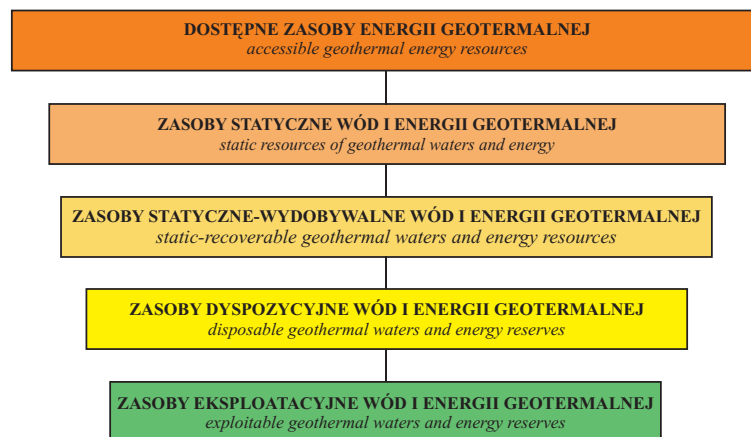 DOSTĘPNE ZASOBY ENERGII GEOTERMALNEJ
accessible geothermal energy resources
ZASOBY STATYCZNE WÓD I ENERGII GEOTERMALNEJ
static resources of geothermal waters and energy
ZASOBY STATYCZNE-WYDOBYWALNE WÓD I ENERGII GEOTERMALNEJ
static-recoverable geothermal waters and energy resources
ZASOBY DYSPOZYCYJNE WÓD I ENERGII GEOTERMALNEJ
disposable geothermal waters and energy reserves
ZASOBY EKSPLOATACYJNE WÓD I ENERGII GEOTERMALNEJ
exploitable geothermal waters and energy reserves